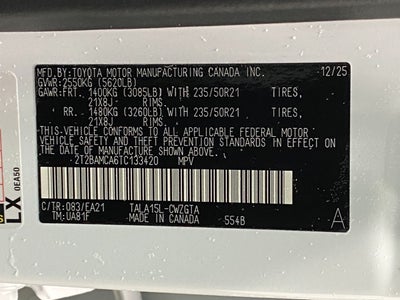 MFD.BY:TOYOTA MOTOR MANUFACTURING CANADA INC. 12/25
GVWR:2550KG (5620LB)
GAWR:FRT. 1400KG (3085LB) WITH 235/50R21 TIRES,
21X8J RIMS.
RR. 1480KG (3260LB) WITH 235/50R21 TIRES,
21X8J RIMS.
THIS VEHICLE CONFORMS TO ALL APPLICABLE FEDERAL MOTOR
VEHICLE SAFETY AND THEFT PREVENTION STANDARDS IN EFFECT
ON THE DATE OF MANUFACTURE SHOWN ABOVE.
2T2BAMCA6TC133420 MPV
C/TR:083/EA21 TALA15L-CWZGTA
TM:UA81F MADE IN CANADA 554B A
LX 0EA50